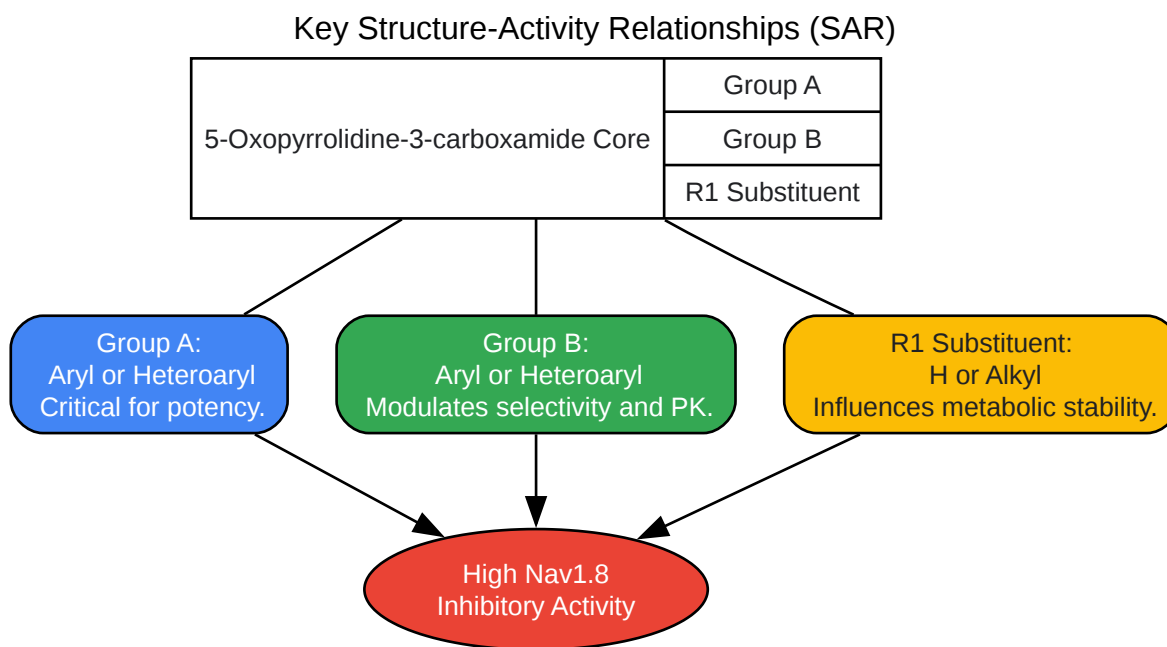 Key Structure-Activity Relationships (SAR)
5-Oxopyrrolidine-3-carboxamide Core
Group A
Group B
R1 Substituent
Group A:
Aryl or Heteroaryl
Critical for potency.
Group B:
Aryl or Heteroaryl
Modulates selectivity and PK.
R1 Substituent:
H or Alkyl
Influences metabolic stability.
High Nav1.8
Inhibitory Activity